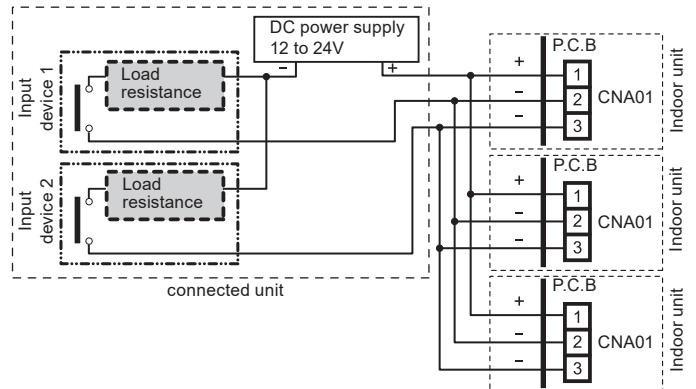 DC power supply
12 to 24V
− +
Input
device 1
Load
resistance
Input
device 2
Load
resistance
connected unit
P.C.B
+ 1
− 2
− 3
CNA01
Indoor unit
P.C.B
+ 1
− 2
− 3
CNA01
Indoor unit
P.C.B
+ 1
− 2
− 3
CNA01
Indoor unit